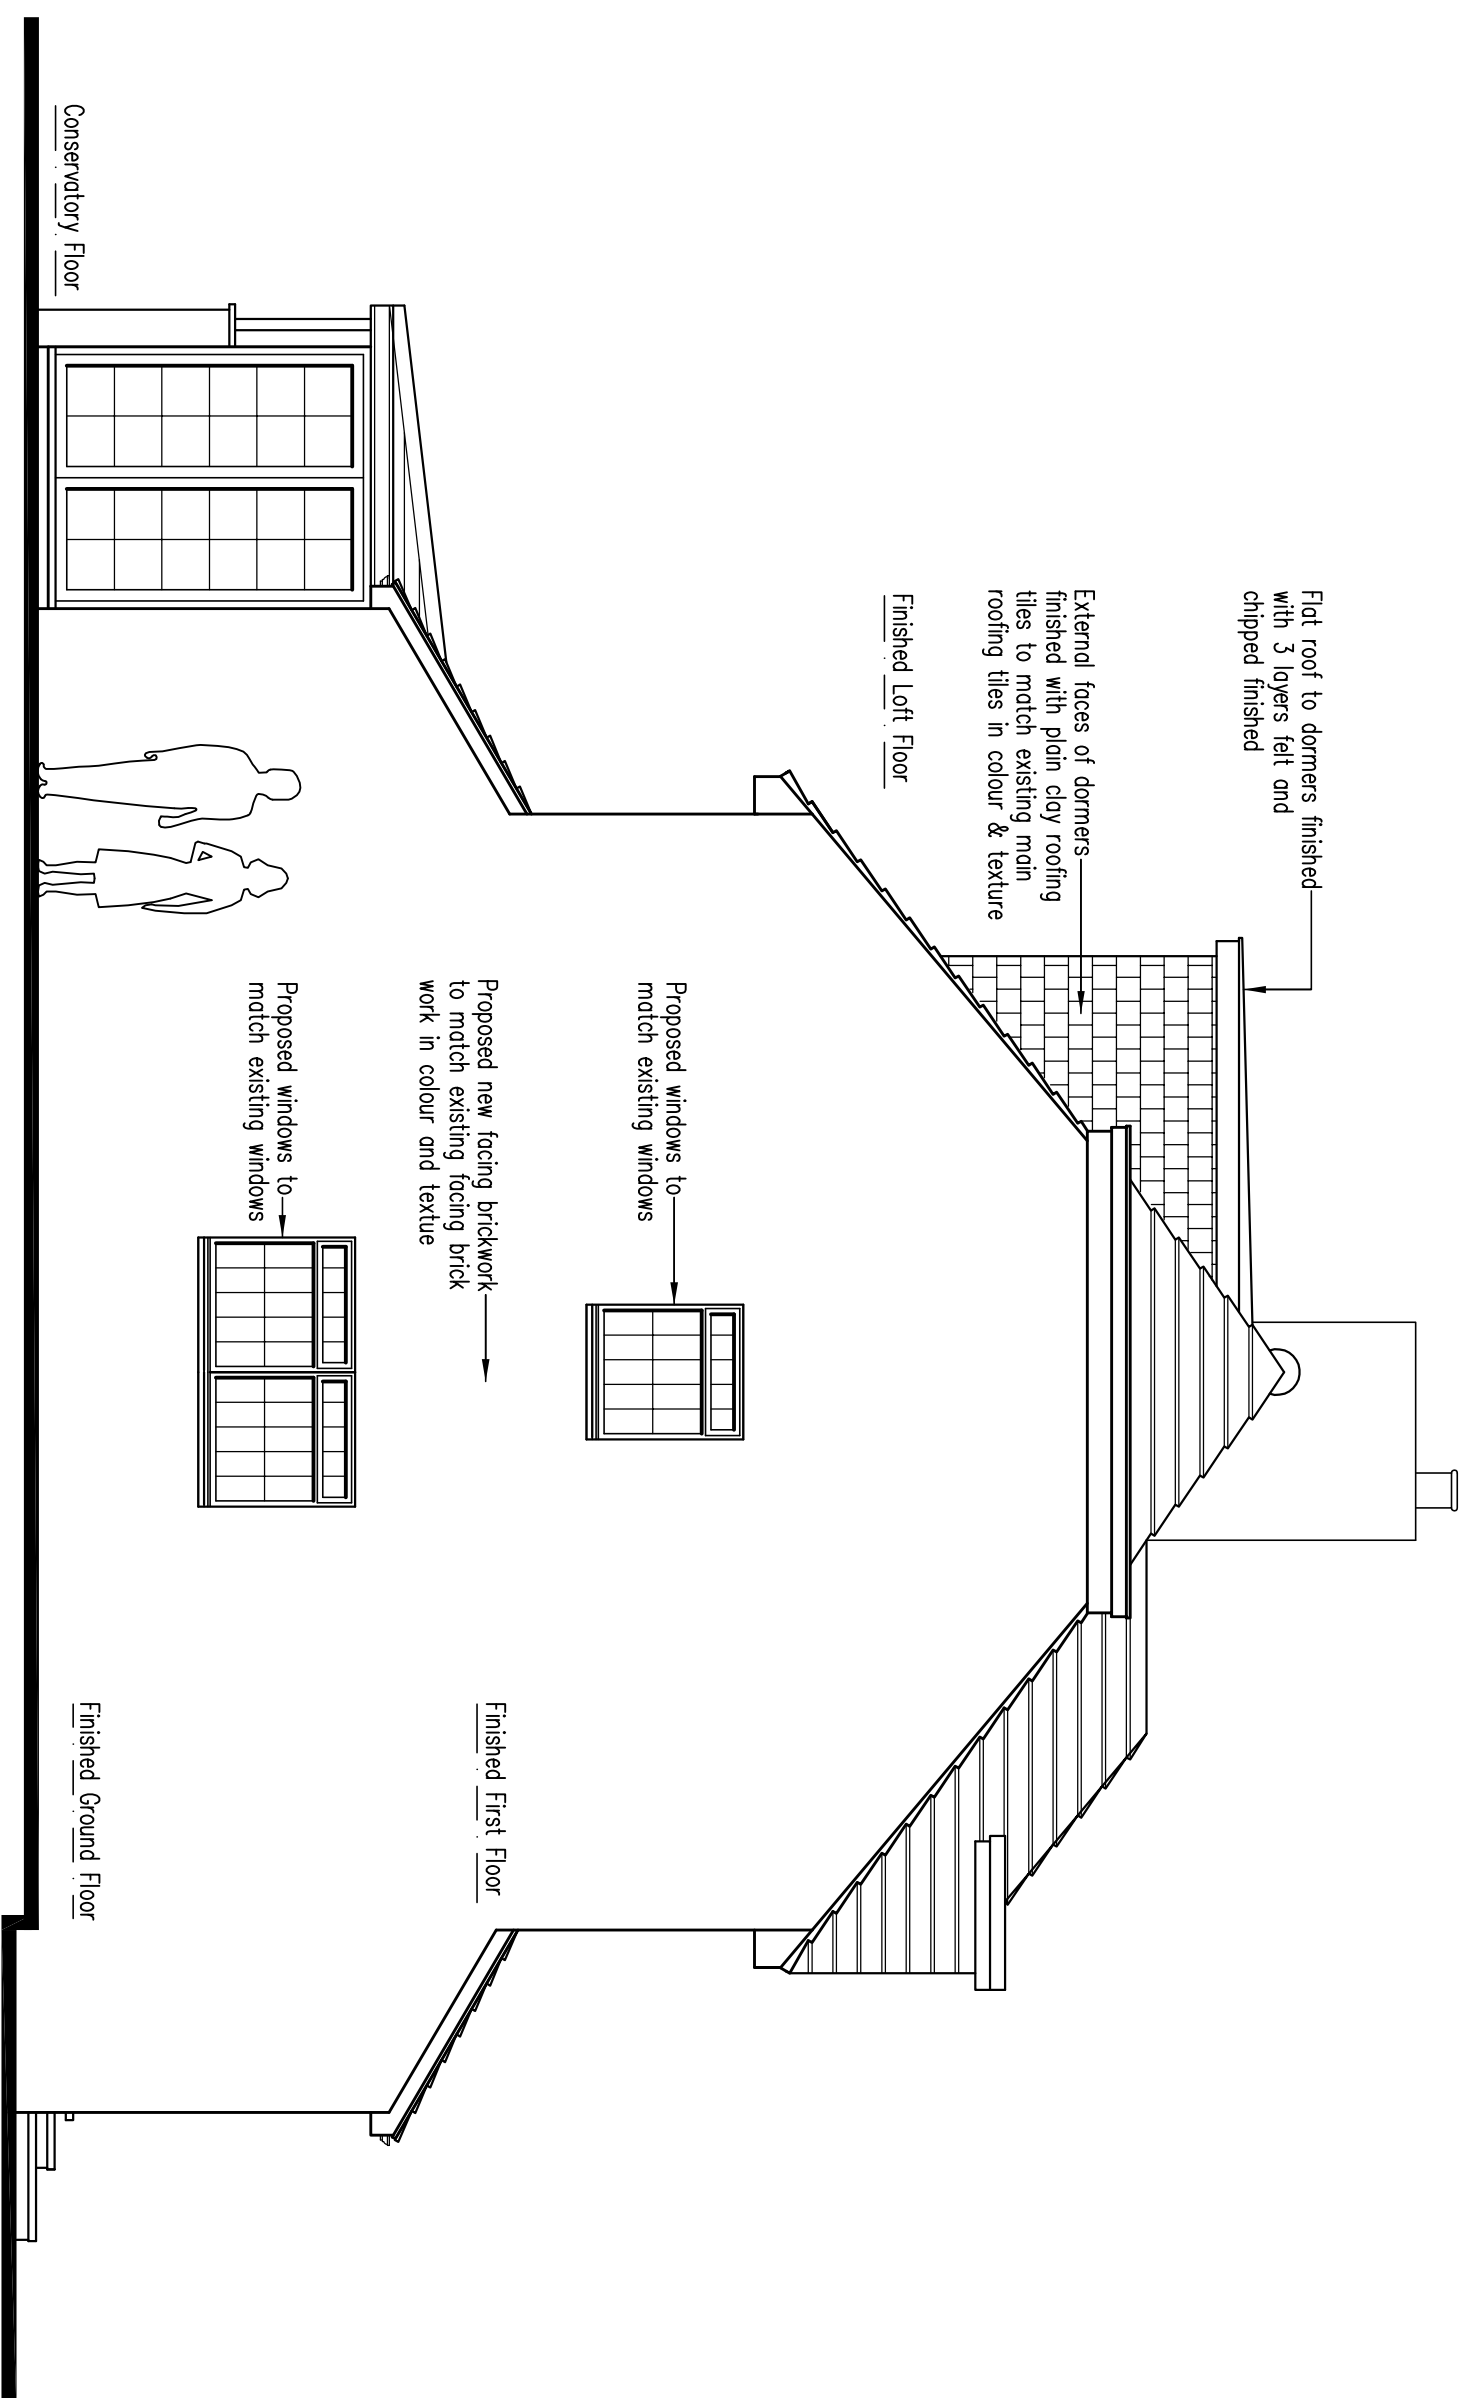 Flat roof to dormers finished
with 3 layers felt and
chipped finished
External faces of dormers
finished with plain clay roofing
tiles to match existing main
roofing tiles in colour & texture
Finished Loft Floor
Proposed windows to
match existing windows
Proposed new facing brickwork
to match existing facing brick
work in colour and textue
Finished First Floor
Proposed windows to
match existing windows
Conservatory Floor
Finished Ground Floor